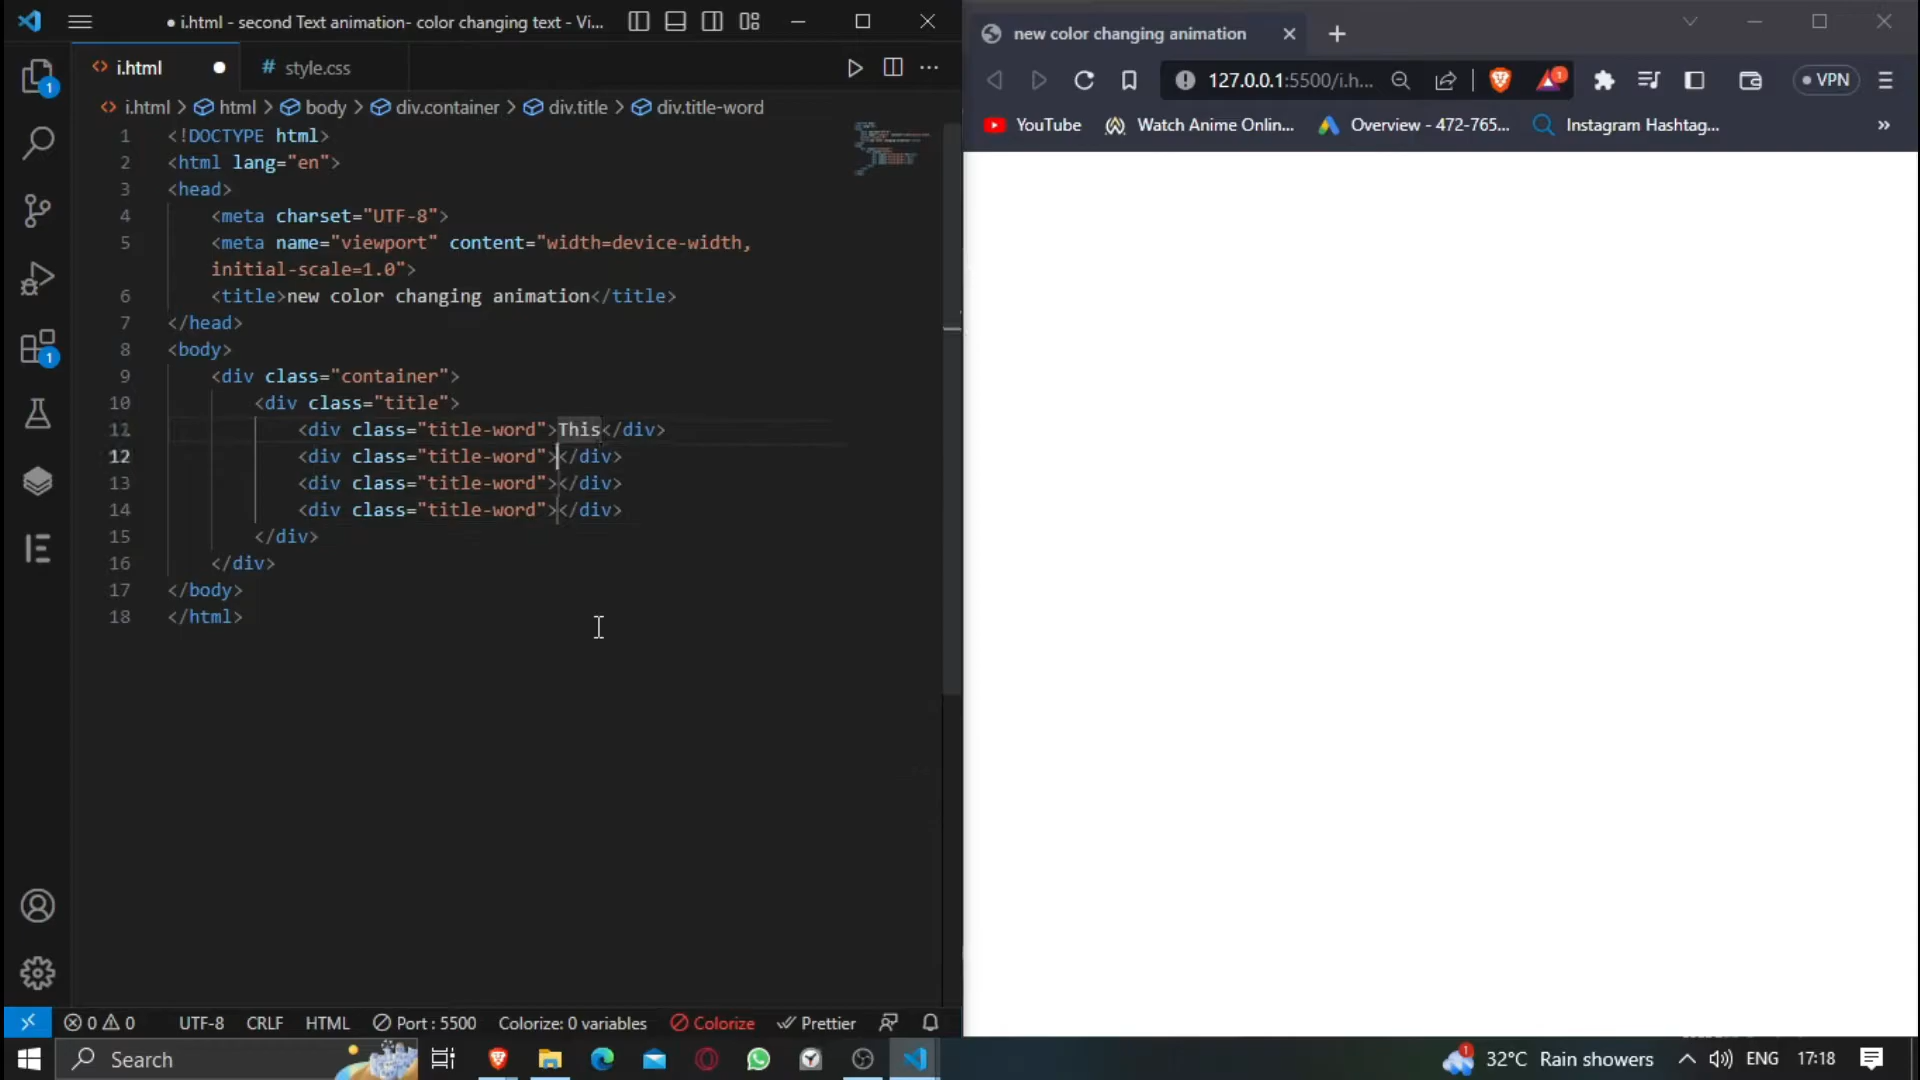 ● i.html - second Text animation- color changing text - Vi...
i.html
# style.css
i.html > html > body > div.container > div.title > div.title-word
1 <!DOCTYPE html>
2 <html lang="en">
3 <head>
4 <meta charset="UTF-8">
5 <meta name="viewport" content="width=device-width,
initial-scale=1.0">
6 <title>new color changing animation</title>
7 </head>
8 <body>
9 <div class="container">
10 <div class="title">
11 <div class="title-word">This</div>
12 <div class="title-word"></div>
13 <div class="title-word"></div>
14 <div class="title-word"></div>
15 </div>
16 </div>
17 </body>
18 </html>
1
1
0 0 UTF-8 CRLF HTML Port : 5500 Colorize: 0 variables Colorize Prettier
new color changing animation
127.0.0.1:5500/i.h...
1
VPN
YouTube Watch Anime Onlin... Overview - 472-765... Instagram Hashtag... »
Search
1
32°C Rain showers ENG 17:18